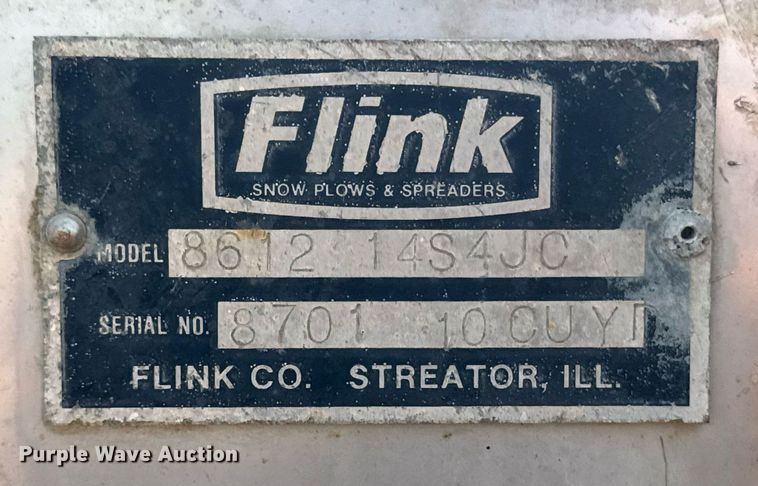 Flink
SNOW PLOWS & SPREADERS
MODEL 8612 14S4JC
SERIAL NO. 8701 10 CU YD
FLINK CO. STREATOR, ILL.
Purple Wave Auction